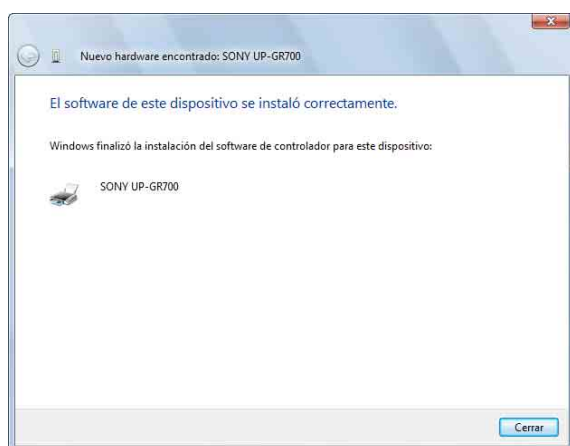 Nuevo hardware encontrado: SONY UP-GR700
El software de este dispositivo se instaló correctamente.
Windows finalizó la instalación del software de controlador para este dispositivo:
SONY UP-GR700
Cerrar